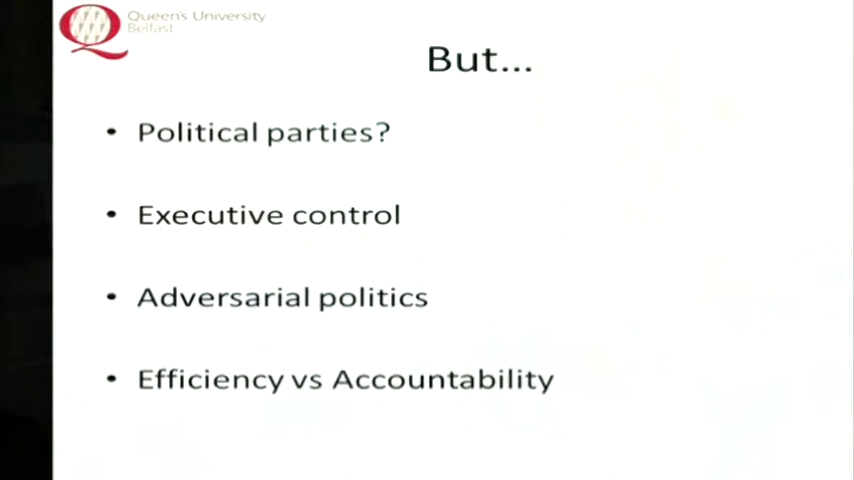 Queen's University
Belfast
But...
• Political parties?
• Executive control
• Adversarial politics
• Efficiency vs Accountability